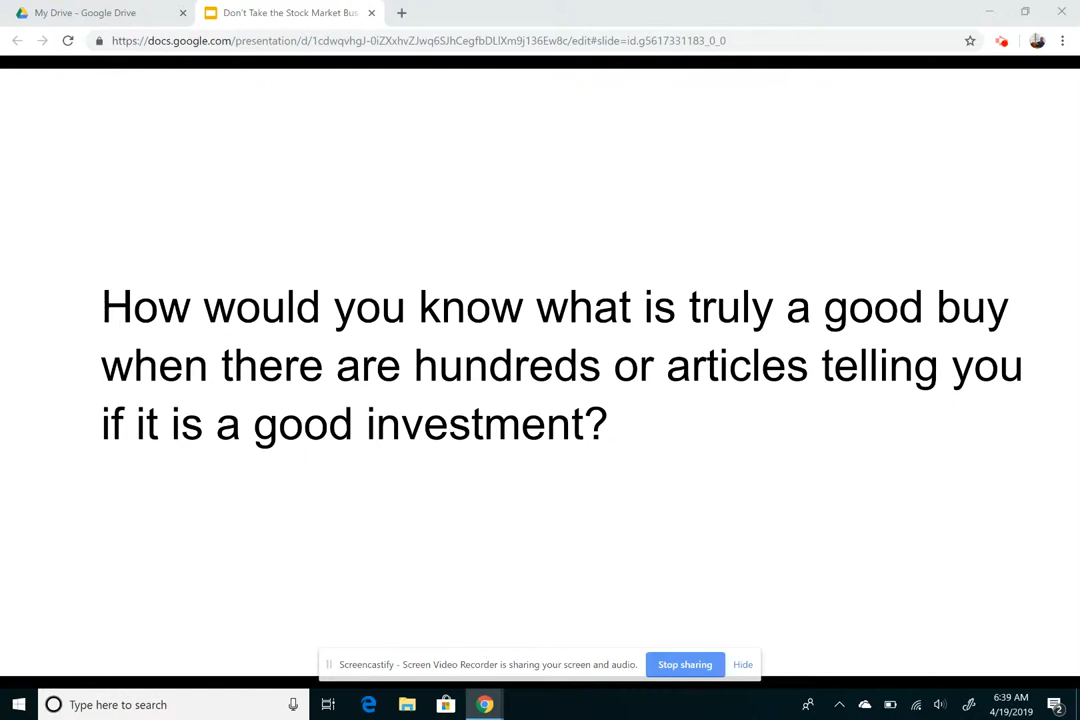 My Drive - Google Drive
Don't Take the Stock Market Bus
https://docs.google.com/presentation/d/1cdwqvhgJ-0iZXxhvZJwq6SJhCegfbDLlXm9j136Ew8c/edit#slide=id.g5617331183_0_0
How would you know what is truly a good buy
when there are hundreds or articles telling you
if it is a good investment?
Screencastify - Screen Video Recorder is sharing your screen and audio. Stop sharing Hide
Type here to search
6:39 AM
4/19/2019
2